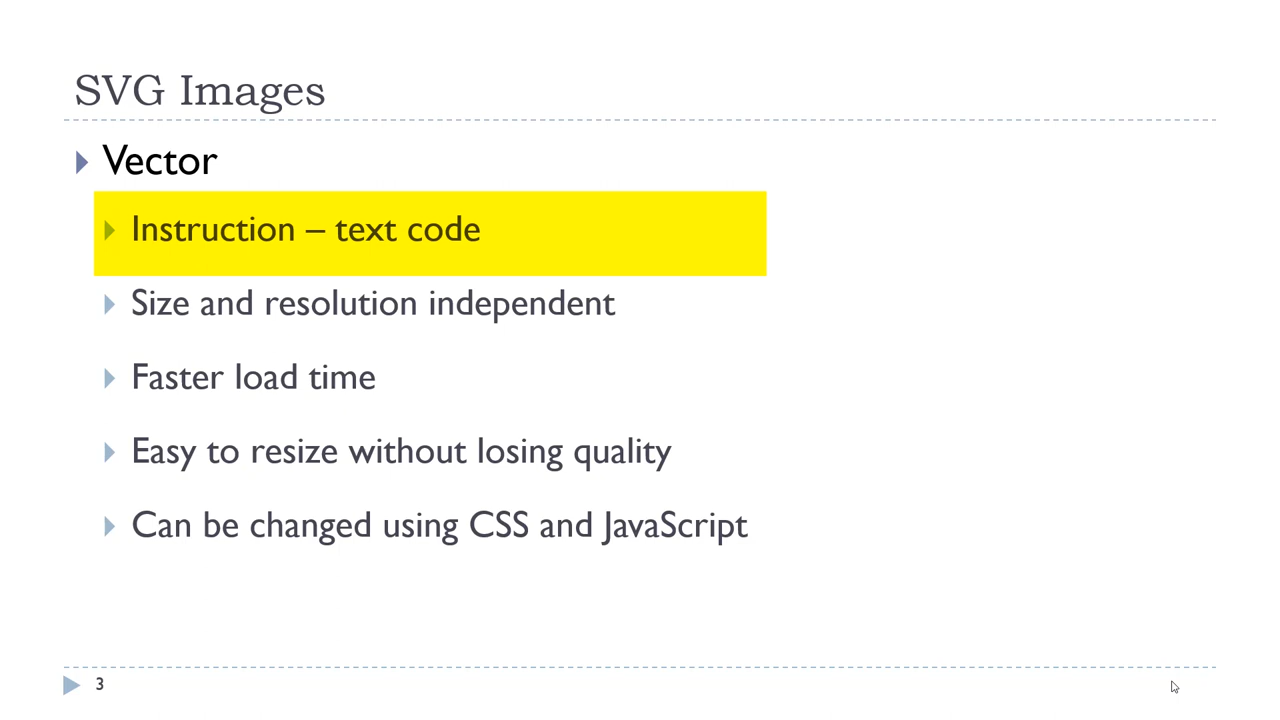 SVG Images
Vector
Instruction – text code
Size and resolution independent
Faster load time
Easy to resize without losing quality
Can be changed using CSS and JavaScript
3